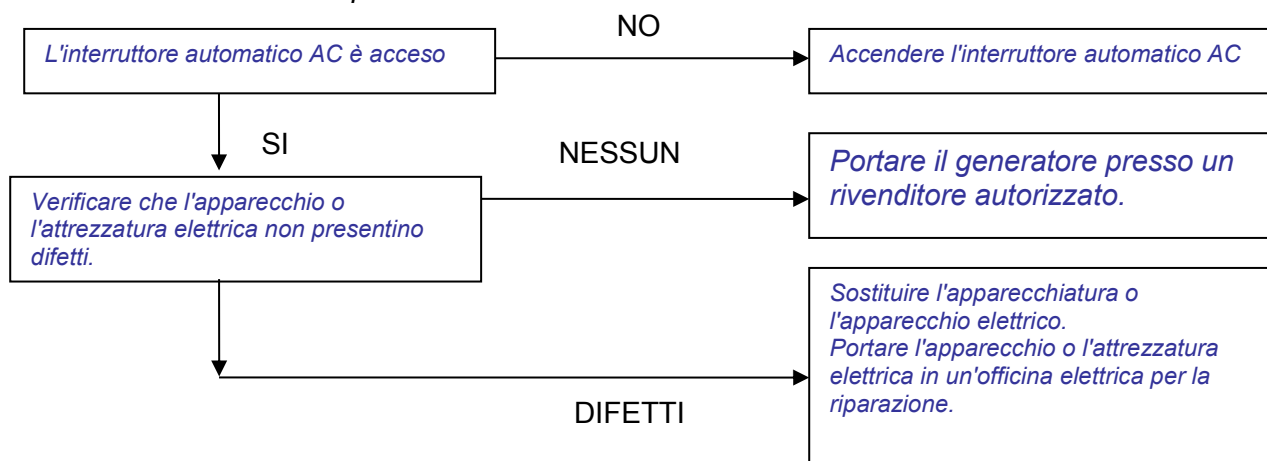 NO
L'interruttore automatico AC è acceso
Accendere l'interruttore automatico AC
SI
NESSUN
Portare il generatore presso un
rivenditore autorizzato.
Verificare che l'apparecchio o
l'attrezzatura elettrica non presentino
difetti.
Sostituire l'apparecchiatura o
l'apparecchio elettrico.
Portare l'apparecchio o l'attrezzatura
elettrica in un'officina elettrica per la
riparazione.
DIFETTI